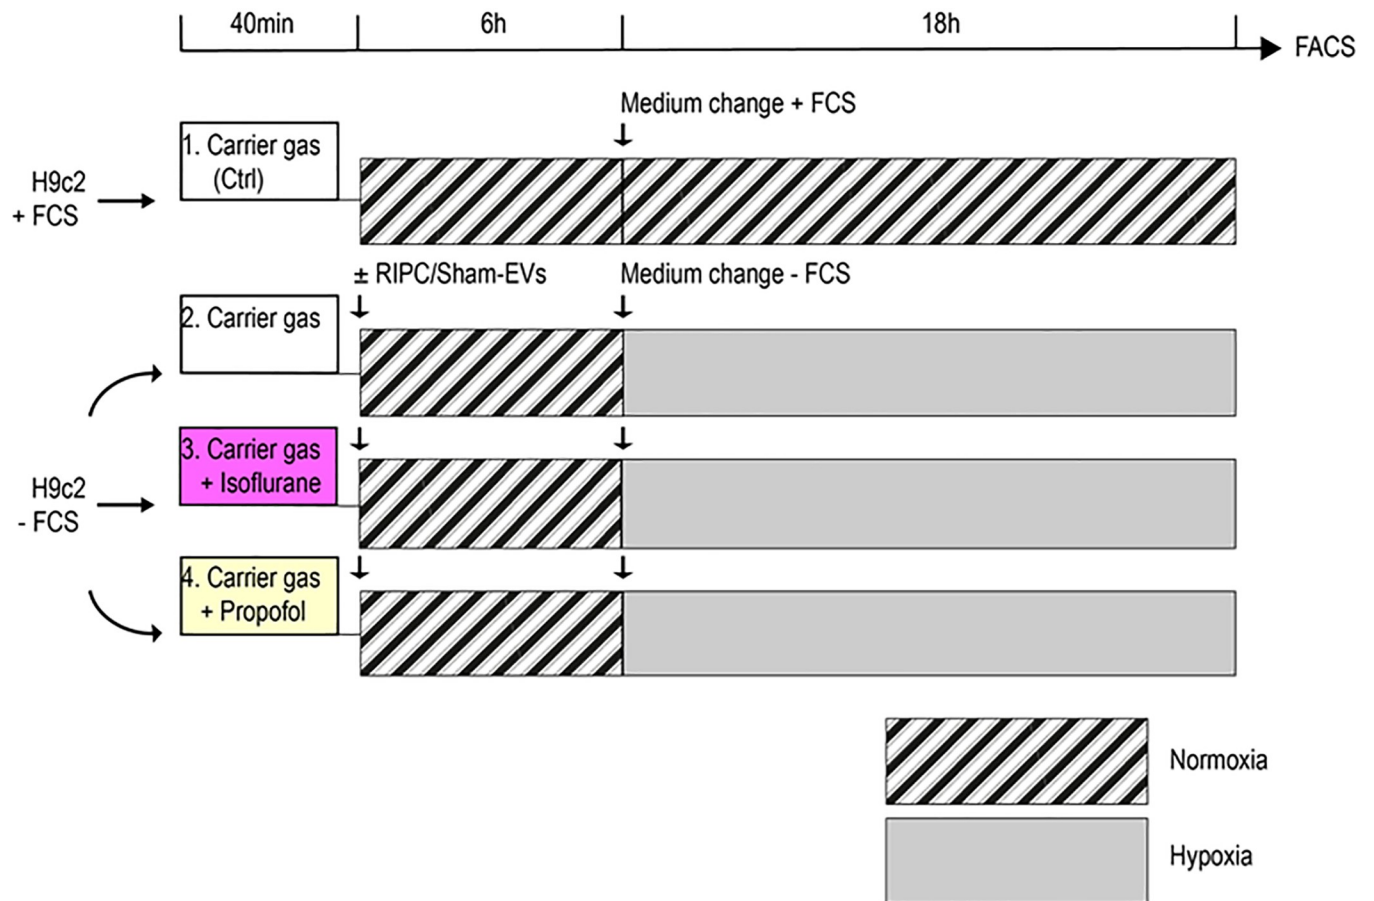 40min 6h 18h
FACS
Medium change + FCS
1. Carrier gas
(Ctrl)
H9c2
+ FCS
± RIPC/Sham-EVs Medium change - FCS
2. Carrier gas
3. Carrier gas
+ Isoflurane
H9c2
- FCS
4. Carrier gas
+ Propofol
Normoxia
Hypoxia